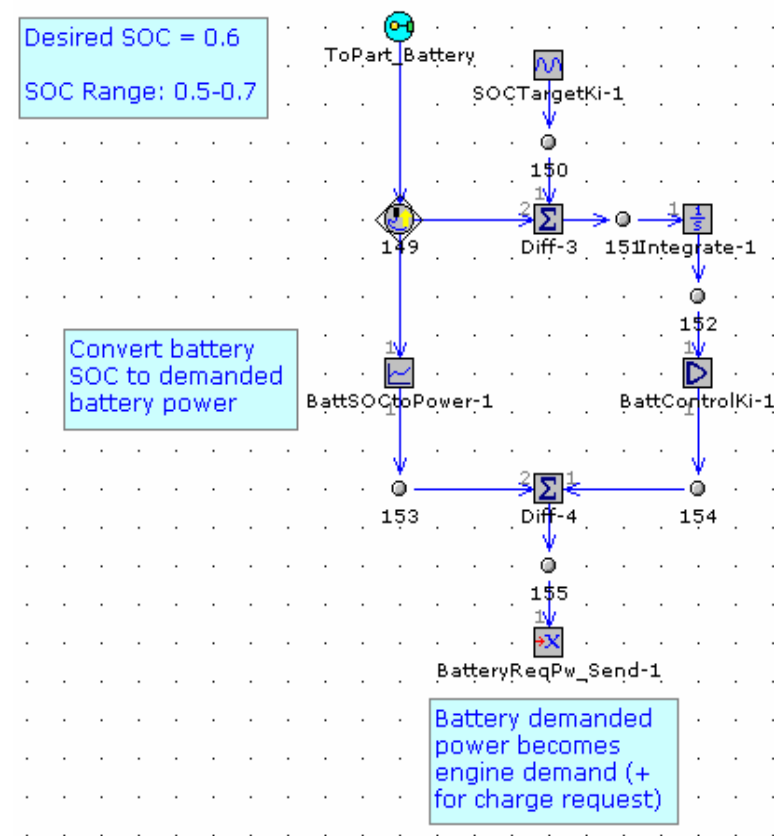 Desired SOC = 0.6
SOC Range: 0.5-0.7
ToPart_Battery
SOCTargetKi-1
150
1
2
Σ
1
1
s
149
Diff-3
151
Integrate-1
152
Convert battery
SOC to demanded
battery power
1
1
BattSOCtoPower-1
BattControlKi-1
1
1
2
Σ
1
153
Diff-4
154
155
1
x
BatteryReqPw_Send-1
Battery demanded
power becomes
engine demand (+
for charge request)